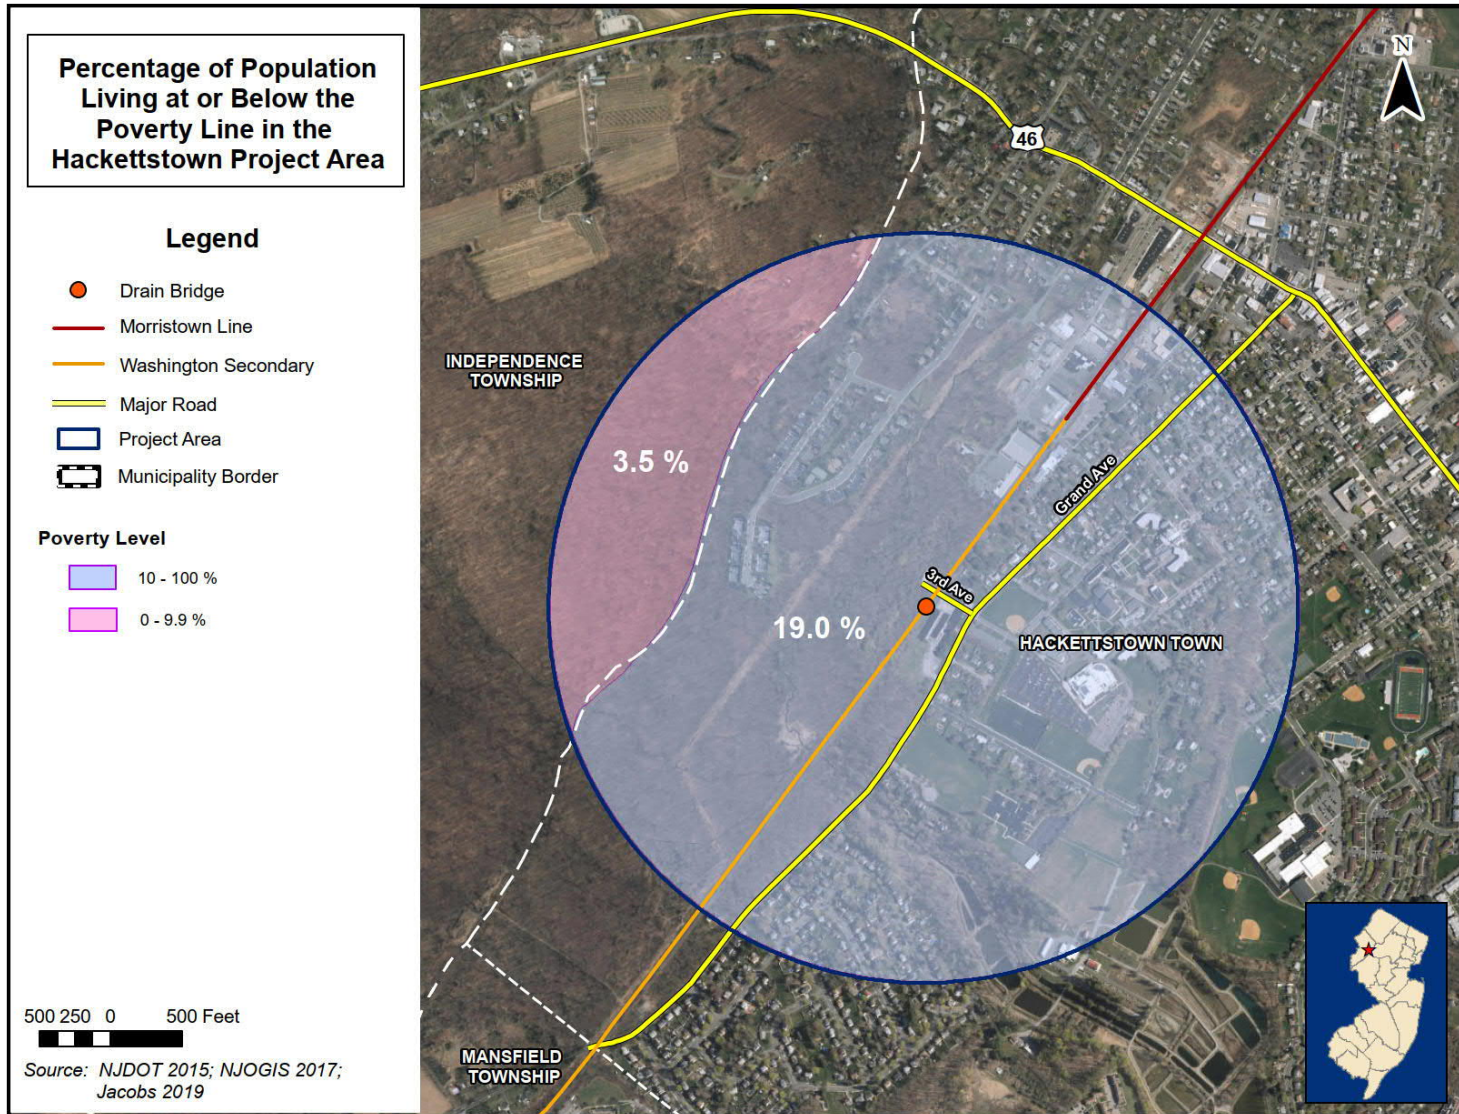 Percentage of Population
Living at or Below the
Poverty Line in the
Hackettstown Project Area
Legend
Drain Bridge
Morristown Line
Washington Secondary
Major Road
Project Area
Municipality Border
Poverty Level
10 - 100 %
0 - 9.9 %
500 250 0 500 Feet
Source: NJDOT 2015; NJOGIS 2017;
Jacobs 2019
N
46
INDEPENDENCE
TOWNSHIP
3.5 %
Grand Ave
3rd Ave
19.0 %
HACKETTSTOWN TOWN
MANSFIELD
TOWNSHIP